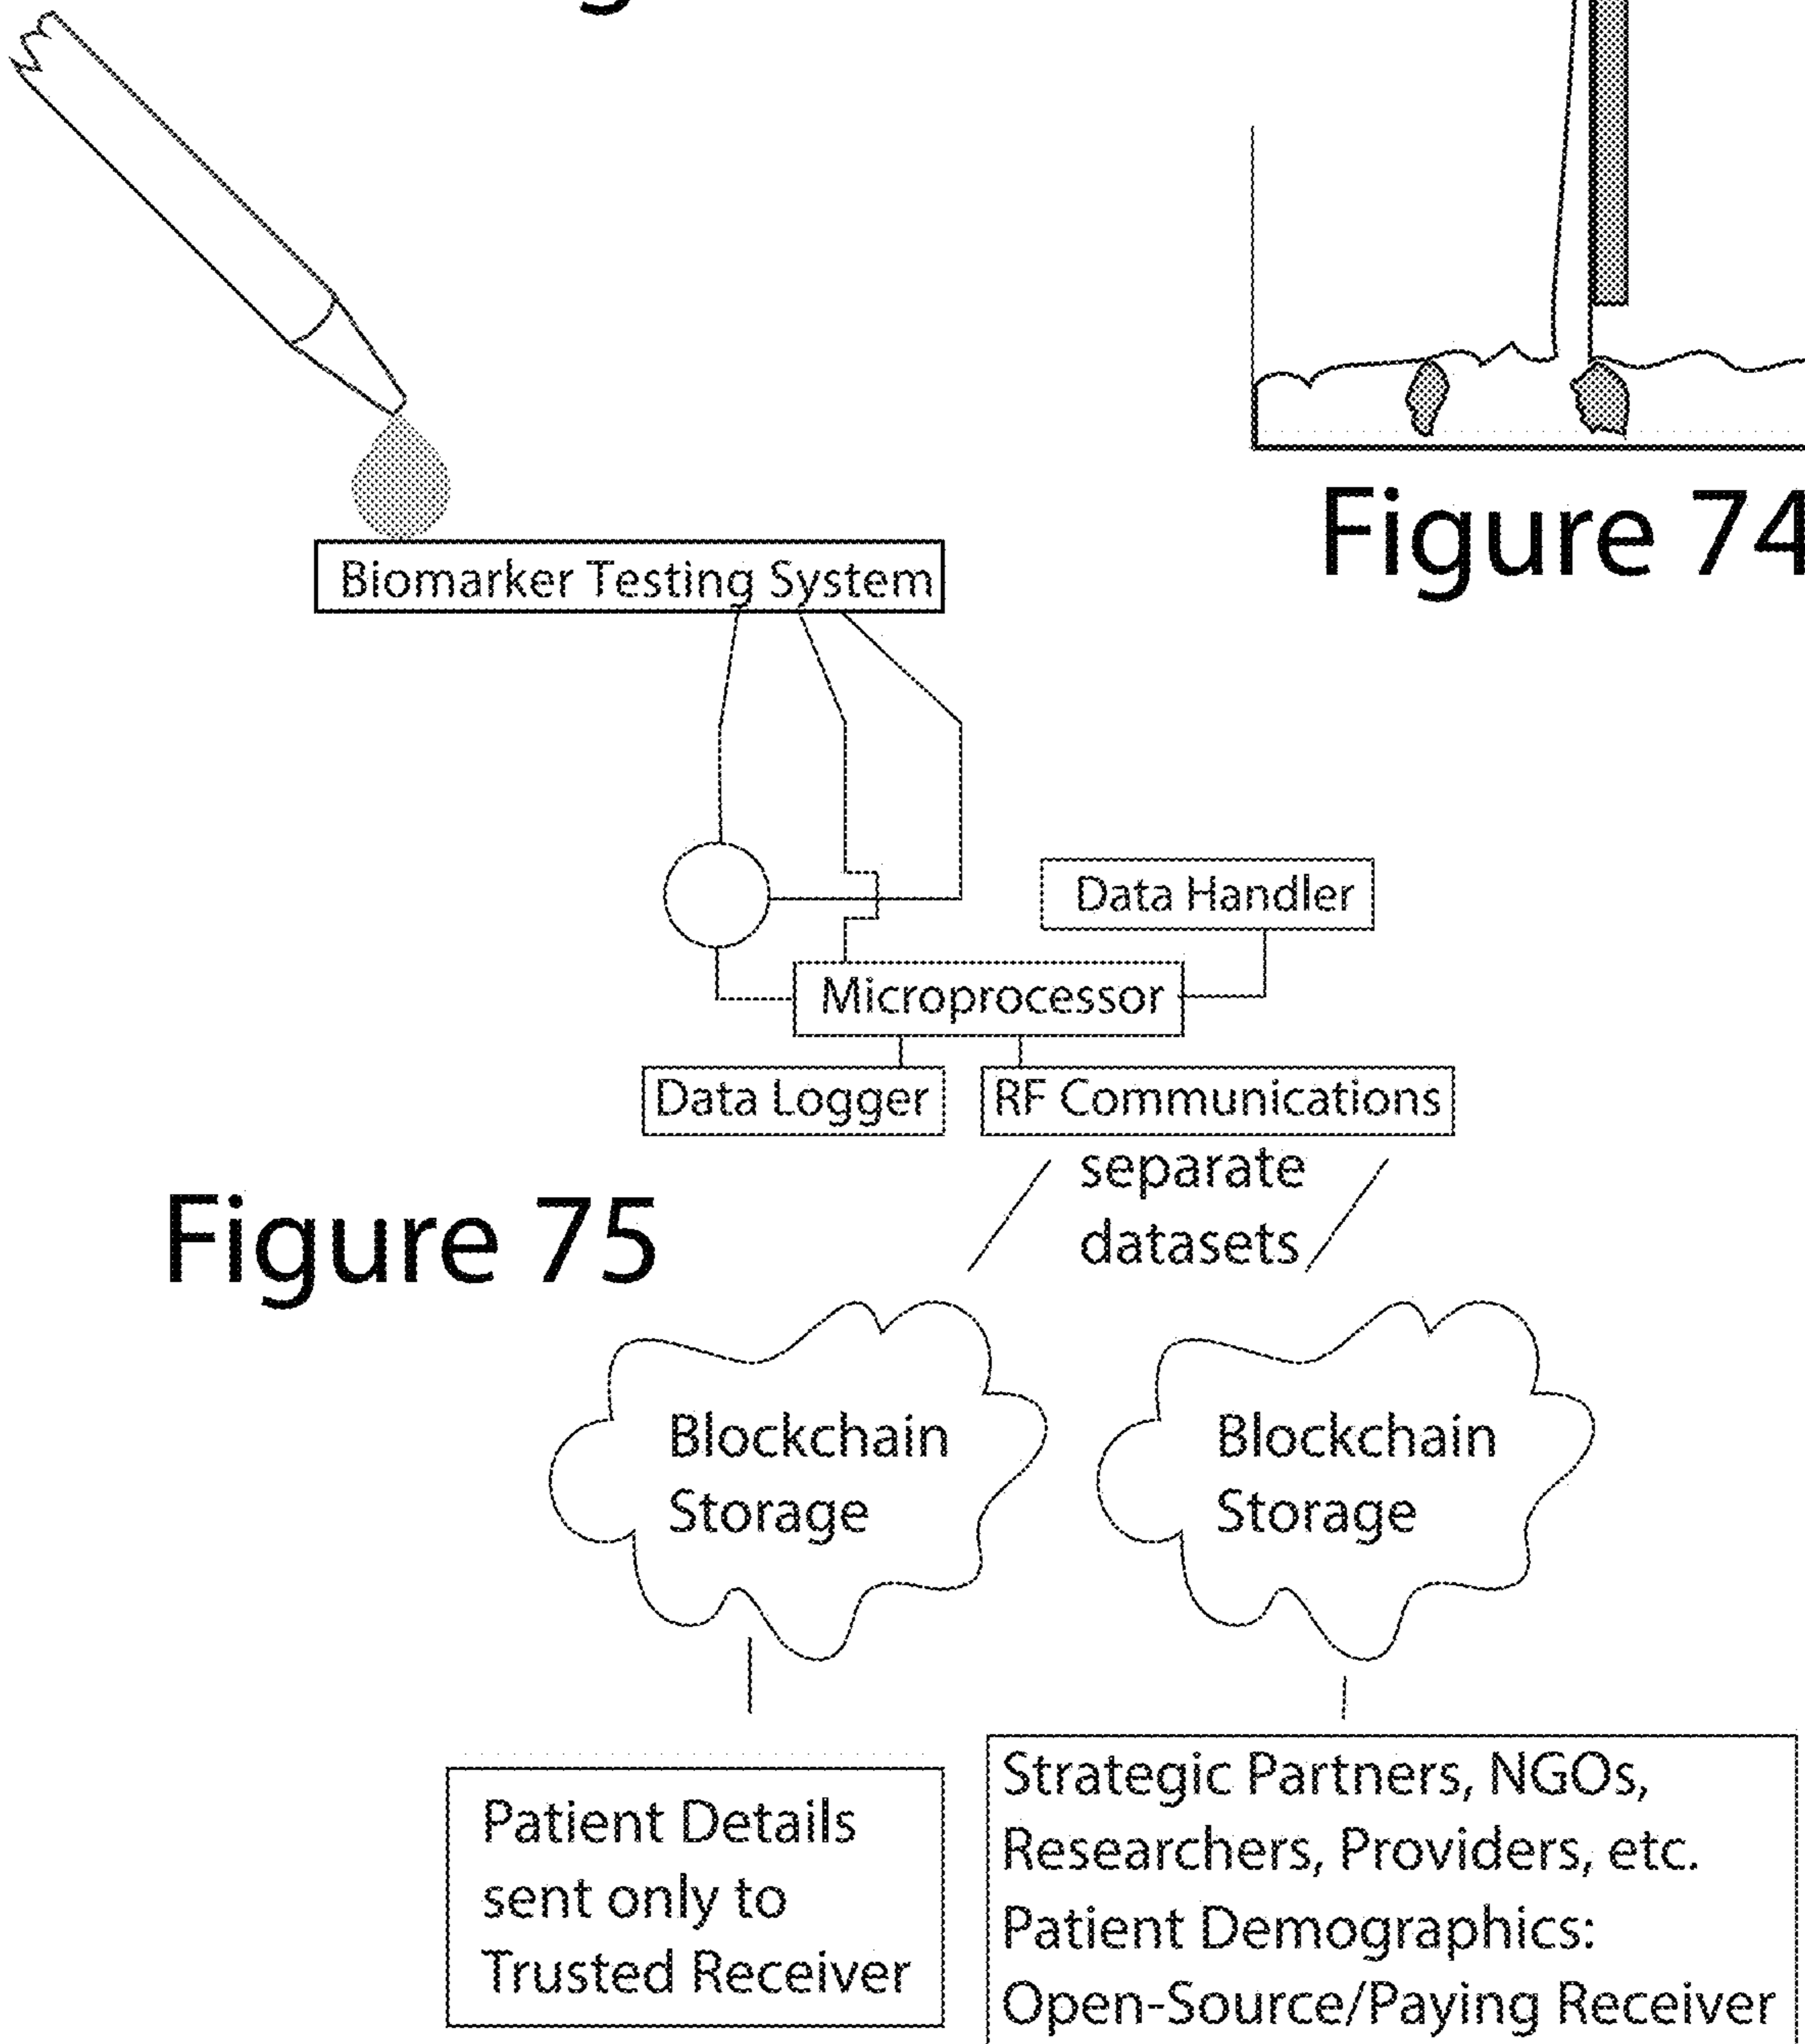 Figure 74
Biomarker Testing System
Data Handler
Microprocessor
Data Logger
RF Communications
separate
datasets
Figure 75
Blockchain
Storage
Blockchain
Storage
Patient Details
sent only to
Trusted Receiver
Strategic Partners, NGOs,
Researchers, Providers, etc.
Patient Demographics:
Open-Source/Paying Receiver